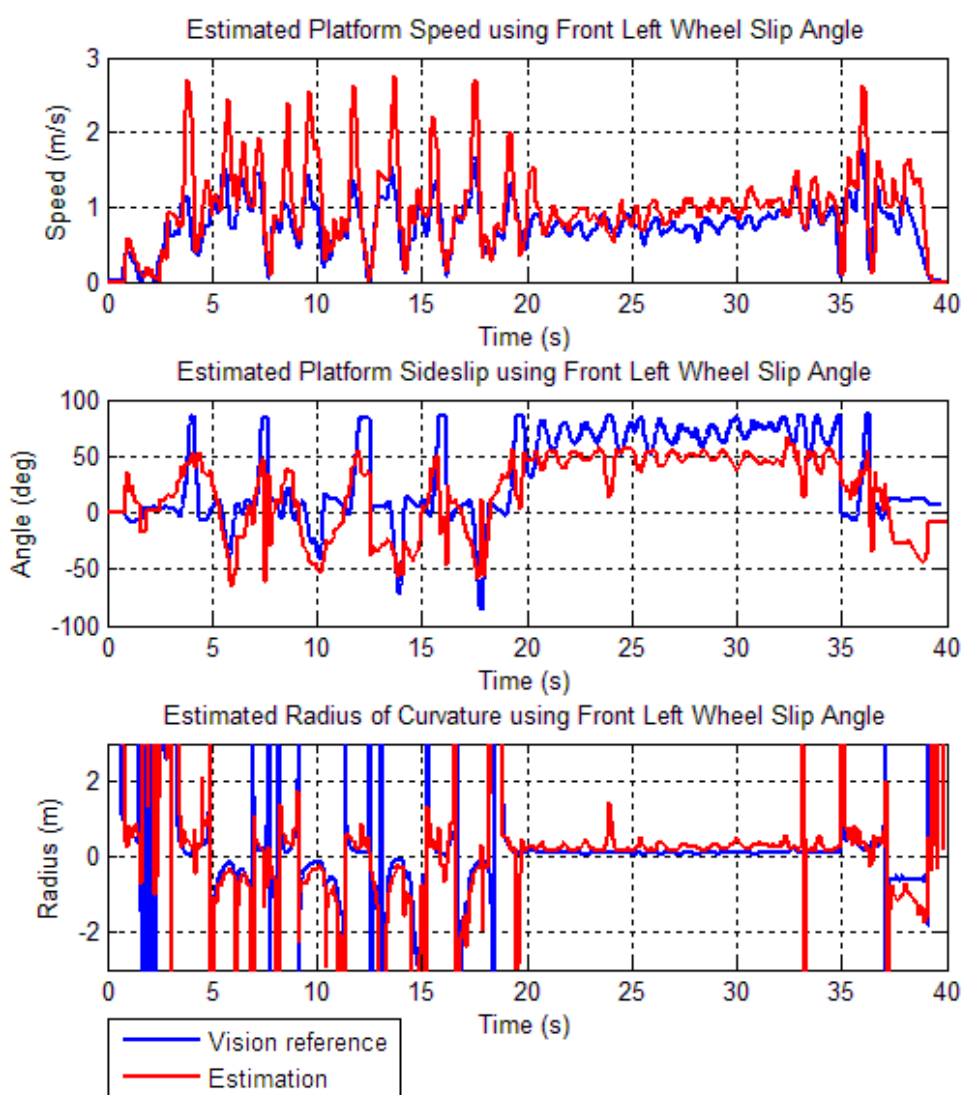 Estimated Platform Speed using Front Left Wheel Slip Angle
3
2
1
0
Speed (m/s)
0 5 10 15 20 25 30 35 40
Time (s)
Estimated Platform Sideslip using Front Left Wheel Slip Angle
100
50
0
-50
-100
Angle (deg)
0 5 10 15 20 25 30 35 40
Time (s)
Estimated Radius of Curvature using Front Left Wheel Slip Angle
2
0
-2
Radius (m)
0 5 10 15 20 25 30 35 40
Time (s)
Vision reference
Estimation